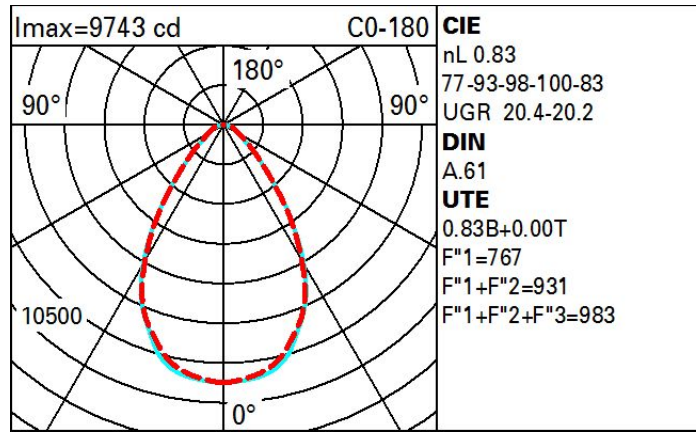 Imax=9743 cd C0-180
180°
90° 90°
10500
0°
CIE
nL 0.83
77-93-98-100-83
UGR 20.4-20.2
DIN
A.61
UTE
0.83B+0.00T
F"1=767
F"1+F"2=931
F"1+F"2+F"3=983